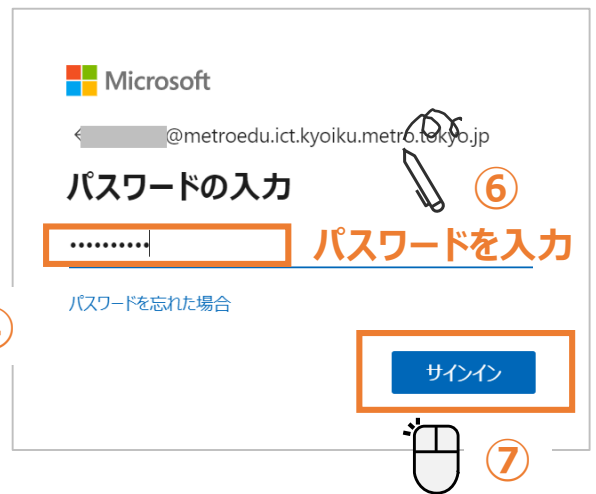 Microsoft
@metroedu.ict.kyoiku.metro.tokyo.jp
パスワードの入力
⑥
パスワードを入力
パスワードを忘れた場合
サインイン
⑦